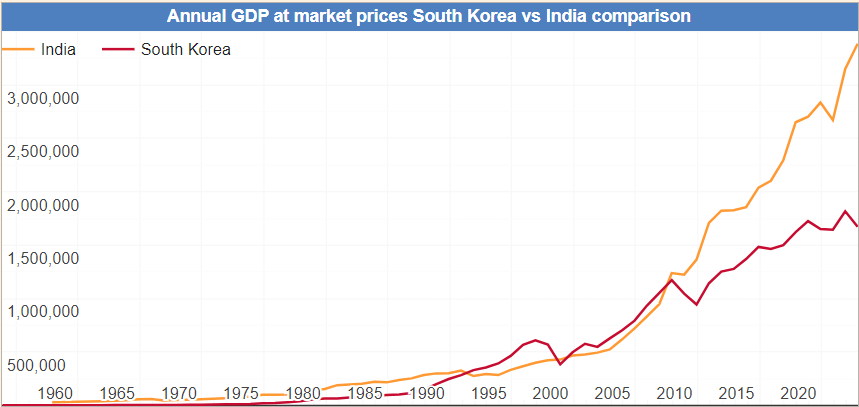 Annual GDP at market prices South Korea vs India comparison
India South Korea
3,000,000
2,500,000
2,000,000
1,500,000
1,000,000
500,000
1960 1965 1970 1975 1980 1985 1990 1995 2000 2005 2010 2015 2020